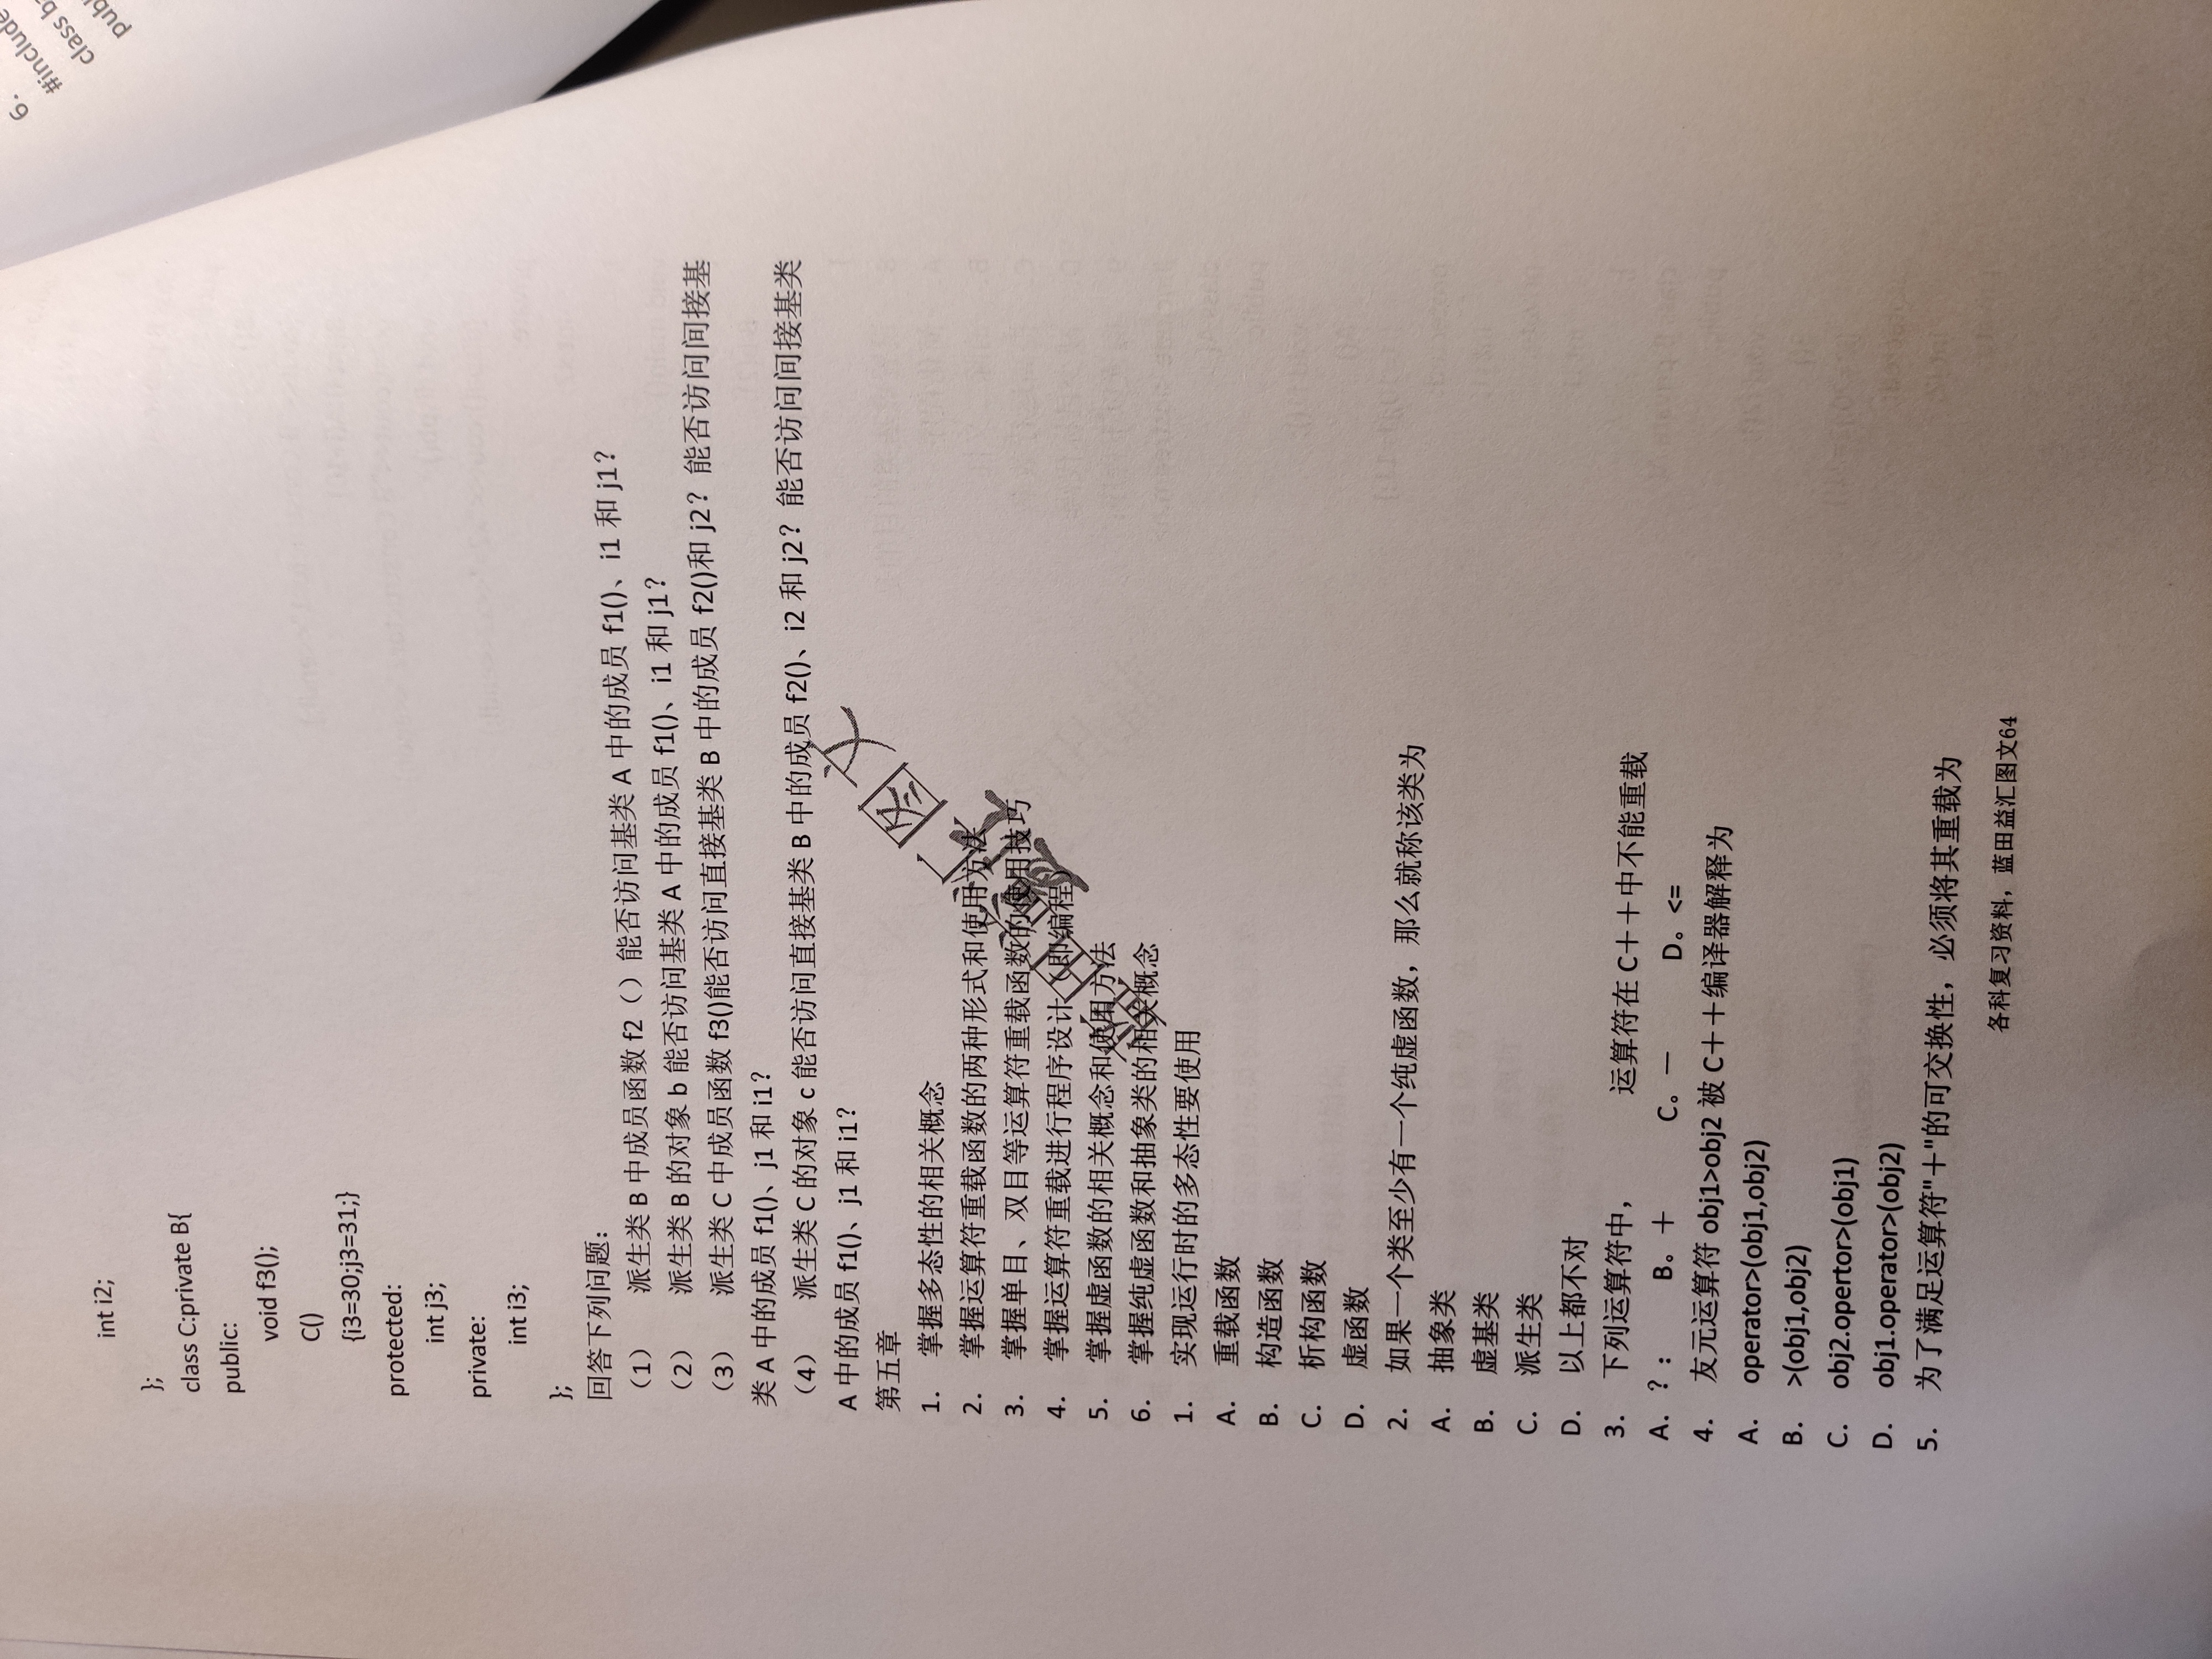 int i2;
};
class C:private B{
public:
void f3();
C()
{i3=30;j3=31;}
protected:
int j3;
private:
int i3;
};
回答下列问题：
（1） 派生类 B 中成员函数 f2（）能否访问基类 A 中的成员 f1()、i1 和 j1？
（2） 派生类 B 的对象 b 能否访问基类 A 中的成员 f1()、i1 和 j1？
（3） 派生类 C 中成员函数 f3()能否访问直接基类 B 中的成员 f2()和 j2？能否访问间接基
类 A 中的成员 f1()、j1 和 i1？
（4） 派生类 C 的对象 c 能否访问直接基类 B 中的成员 f2()、i2 和 j2？能否访问间接基类
A 中的成员 f1()、j1 和 i1？
第五章
1. 掌握多态性的相关概念
2. 掌握运算符重载函数的两种形式和使用方法
3. 掌握单目、双目等运算符重载函数的使用技巧
4. 掌握运算符重载进行程序设计（即编程）
5. 掌握虚函数的相关概念和使用方法
6. 掌握纯虚函数和抽象类的相关概念
1. 实现运行时的多态性要使用
A. 重载函数
B. 构造函数
C. 析构函数
D. 虚函数
2. 如果一个类至少有一个纯虚函数，那么就称该类为
A. 抽象类
B. 虚基类
C. 派生类
D. 以上都不对
3. 下列运算符中， 运算符在 C＋＋中不能重载
A. ？： B。＋ C。－ D。<=
4. 友元运算符 obj1>obj2 被 C＋＋编译器解释为
A. operator>(obj1,obj2)
B. >(obj1,obj2)
C. obj2.opertor>(obj1)
D. obj1.operator>(obj2)
5. 为了满足运算符"＋"的可交换性，必须将其重载为
各科复习资料，蓝田益汇图文64
蓝田益汇图文
6.
#include
class b
publ